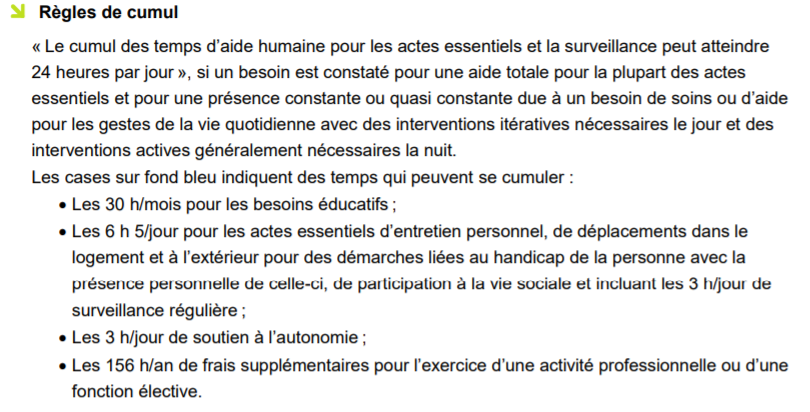 Règles de cumul
« Le cumul des temps d’aide humaine pour les actes essentiels et la surveillance peut atteindre
24 heures par jour », si un besoin est constaté pour une aide totale pour la plupart des actes
essentiels et pour une présence constante ou quasi constante due à un besoin de soins ou d’aide
pour les gestes de la vie quotidienne avec des interventions itératives nécessaires le jour et des
interventions actives généralement nécessaires la nuit.
Les cases sur fond bleu indiquent des temps qui peuvent se cumuler :
• Les 30 h/mois pour les besoins éducatifs ;
• Les 6 h 5/jour pour les actes essentiels d’entretien personnel, de déplacements dans le
logement et à l’extérieur pour des démarches liées au handicap de la personne avec la
présence personnelle de celle-ci, de participation à la vie sociale et incluant les 3 h/jour de
surveillance régulière ;
• Les 3 h/jour de soutien à l’autonomie ;
• Les 156 h/an de frais supplémentaires pour l’exercice d’une activité professionnelle ou d’une
fonction élective.